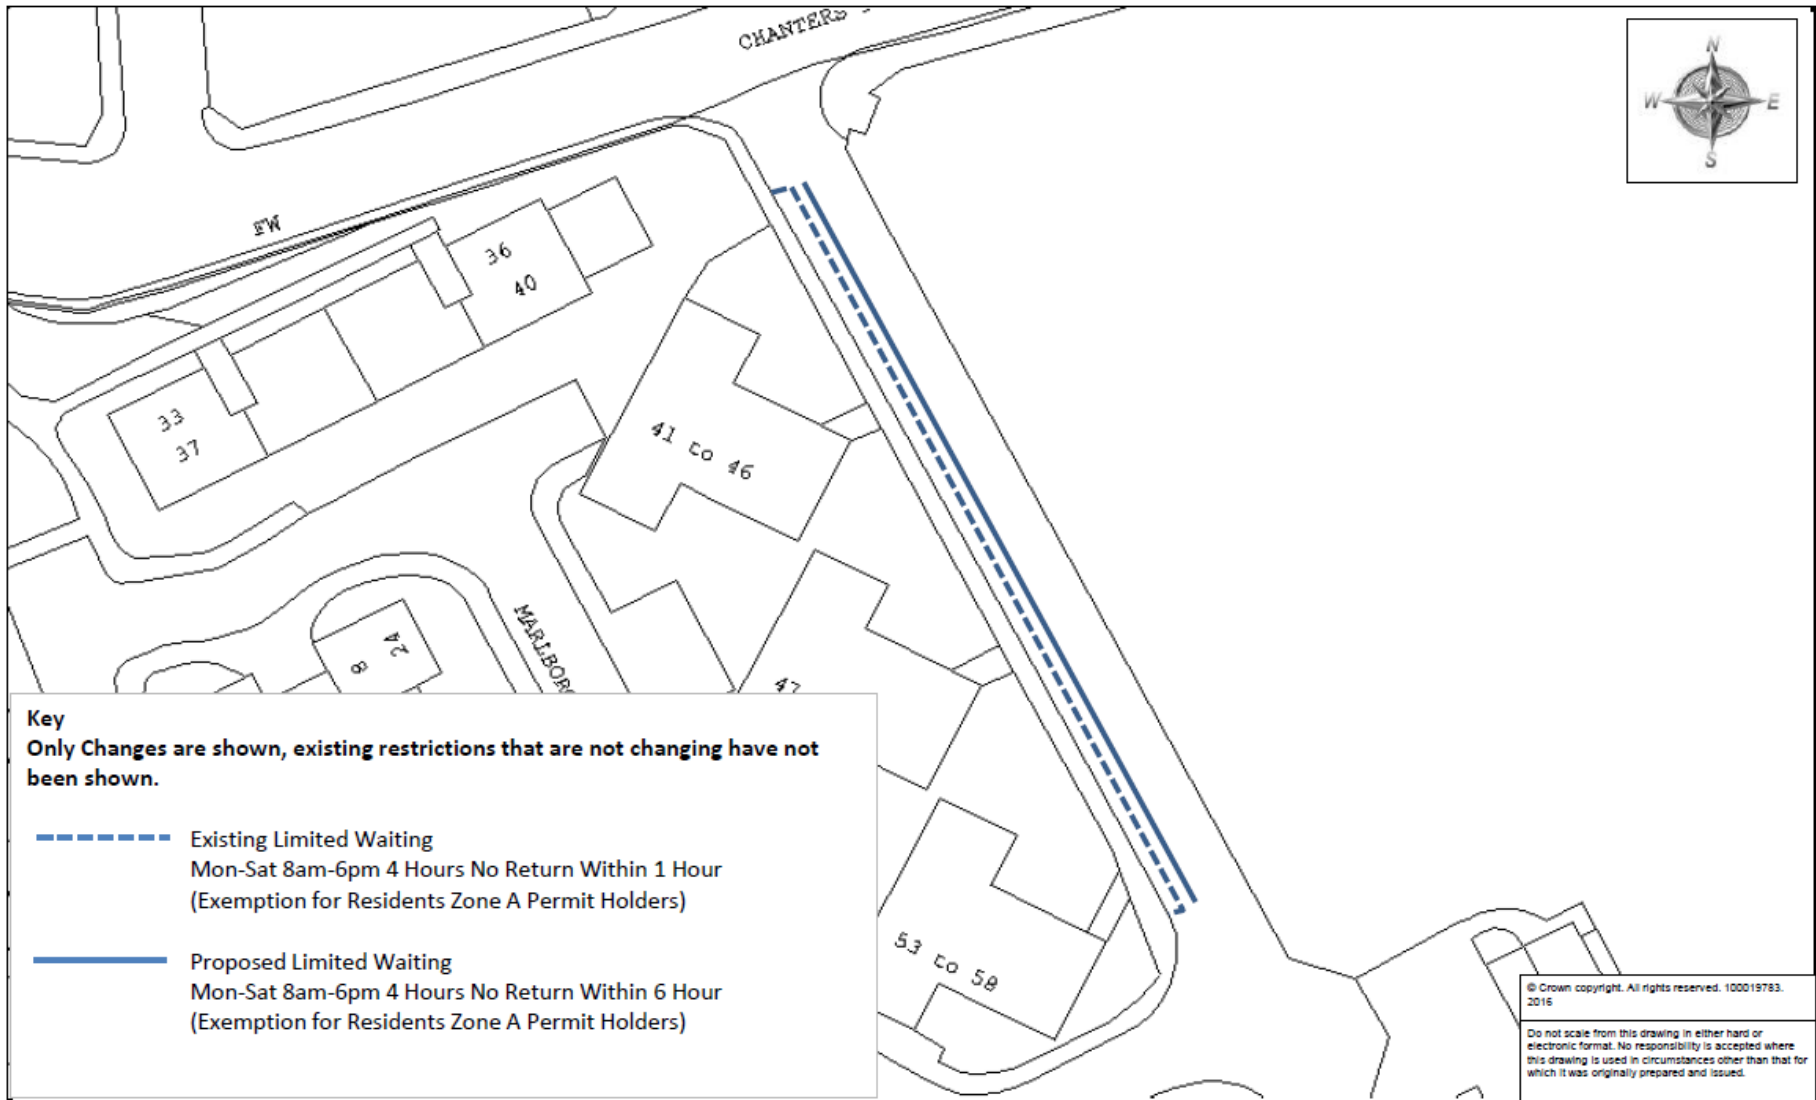 CHANTERS
N
W E
S
FW
36
40
33
37
41 to 46
24
8
MARLBORO
47
53 to 58
Key
Only Changes are shown, existing restrictions that are not changing have not
been shown.
Existing Limited Waiting
Mon-Sat 8am-6pm 4 Hours No Return Within 1 Hour
(Exemption for Residents Zone A Permit Holders)
Proposed Limited Waiting
Mon-Sat 8am-6pm 4 Hours No Return Within 6 Hour
(Exemption for Residents Zone A Permit Holders)
© Crown copyright. All rights reserved. 100019783.
2016
Do not scale from this drawing in either hard or
electronic format. No responsibility is accepted where
this drawing is used in circumstances other than that for
which it was originally prepared and issued.